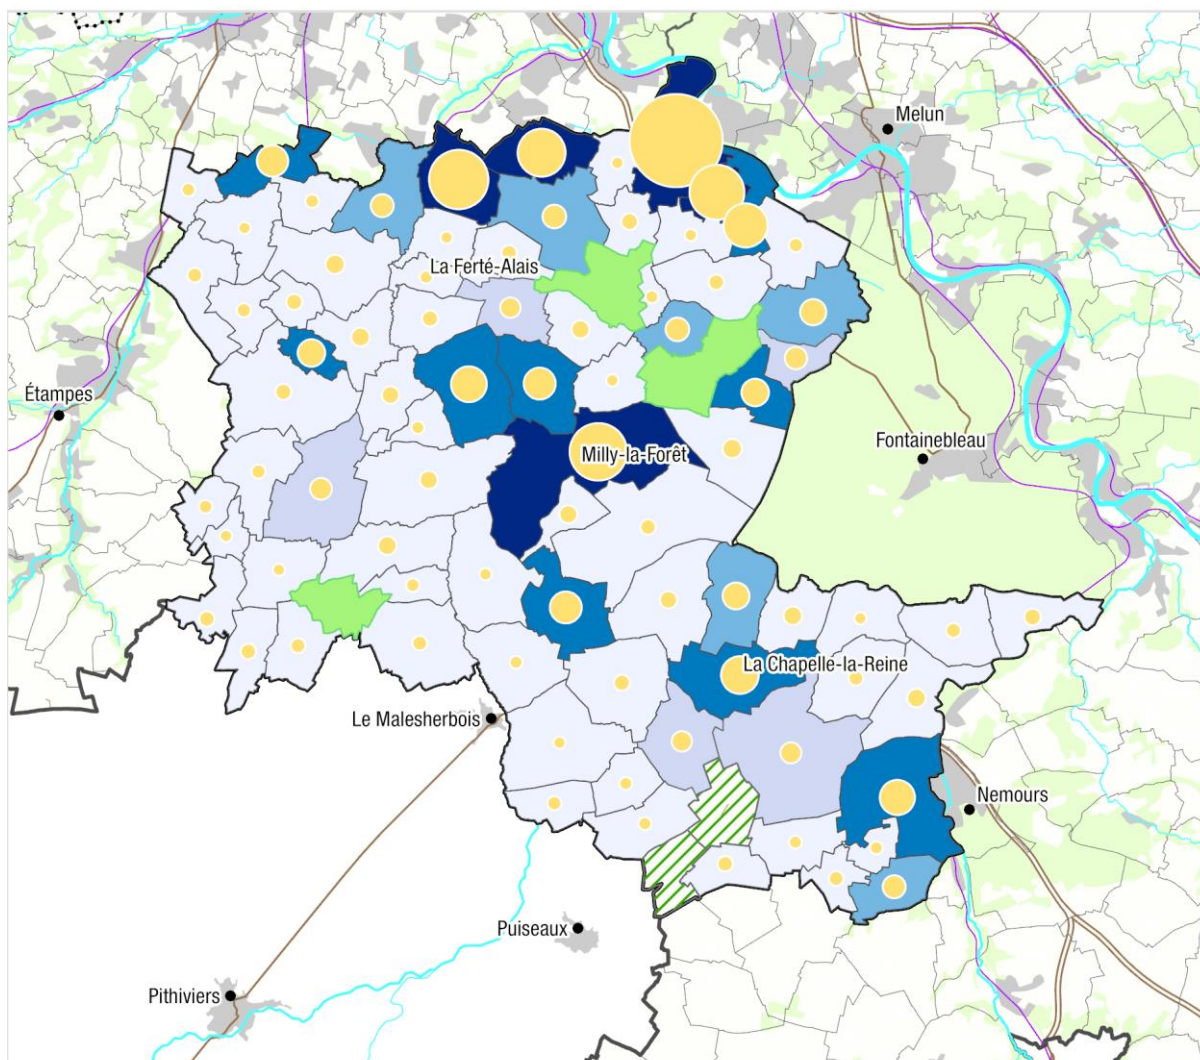 Melun
La Ferté-Alais
Étampes
Fontainebleau
Milly-la-Forêt
La Chapelle-la-Reine
Le Malesherbois
Nemours
Puiseaux
Pithiviers